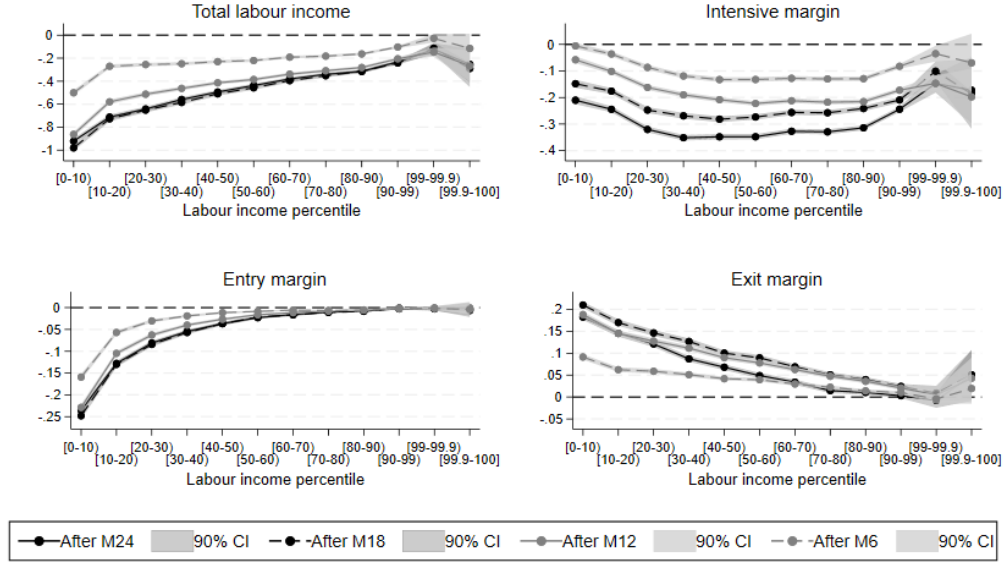 Total labour income
0
-.2
-.4
-.6
-.8
-1
[0-10) [20-30) [40-50) [60-70) [80-90) [99-99.9)
[10-20) [30-40) [50-60) [70-80) [90-99) [99.9-100]
Labour income percentile
Intensive margin
0
-.1
-.2
-.3
-.4
[0-10) [20-30) [40-50) [60-70) [80-90) [99-99.9)
[10-20) [30-40) [50-60) [70-80) [90-99) [99.9-100]
Labour income percentile
Entry margin
0
-.05
-.1
-.15
-.2
-.25
[0-10) [20-30) [40-50) [60-70) [80-90) [99-99.9)
[10-20) [30-40) [50-60) [70-80) [90-99) [99.9-100]
Labour income percentile
Exit margin
.2
.15
.1
.05
0
-.05
[0-10) [20-30) [40-50) [60-70) [80-90) [99-99.9)
[10-20) [30-40) [50-60) [70-80) [90-99) [99.9-100]
Labour income percentile
After M24 90% CI After M18 90% CI After M12 90% CI After M6 90% CI